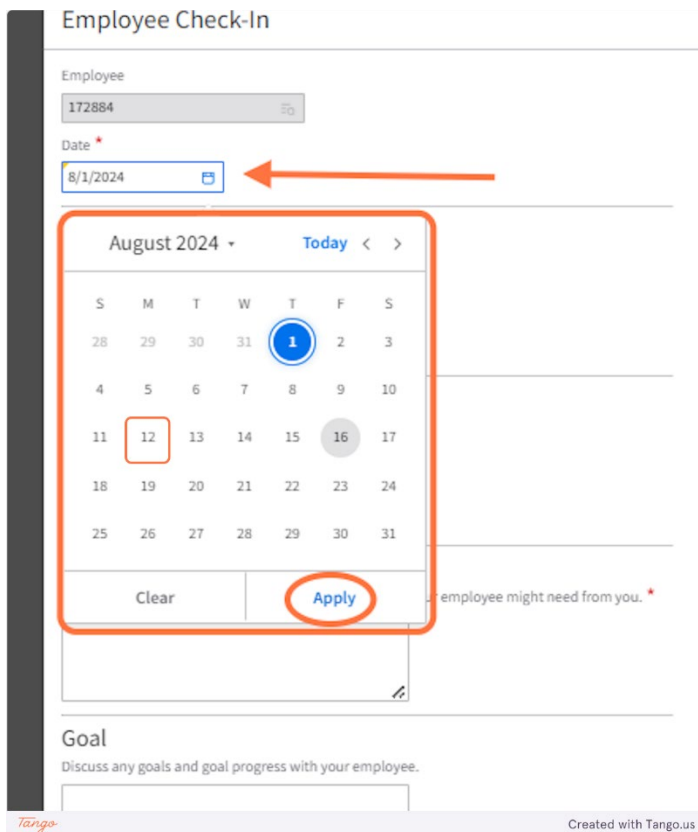 Employee Check-In
Employee
172884
Date *
8/1/2024
August 2024 Today < >
S M T W T F S
28 29 30 31 1 2 3
4 5 6 7 8 9 10
11 12 13 14 15 16 17
18 19 20 21 22 23 24
25 26 27 28 29 30 31
Clear Apply
employee might need from you. *
Goal
Discuss any goals and goal progress with your employee.
Tango
Created with Tango.us